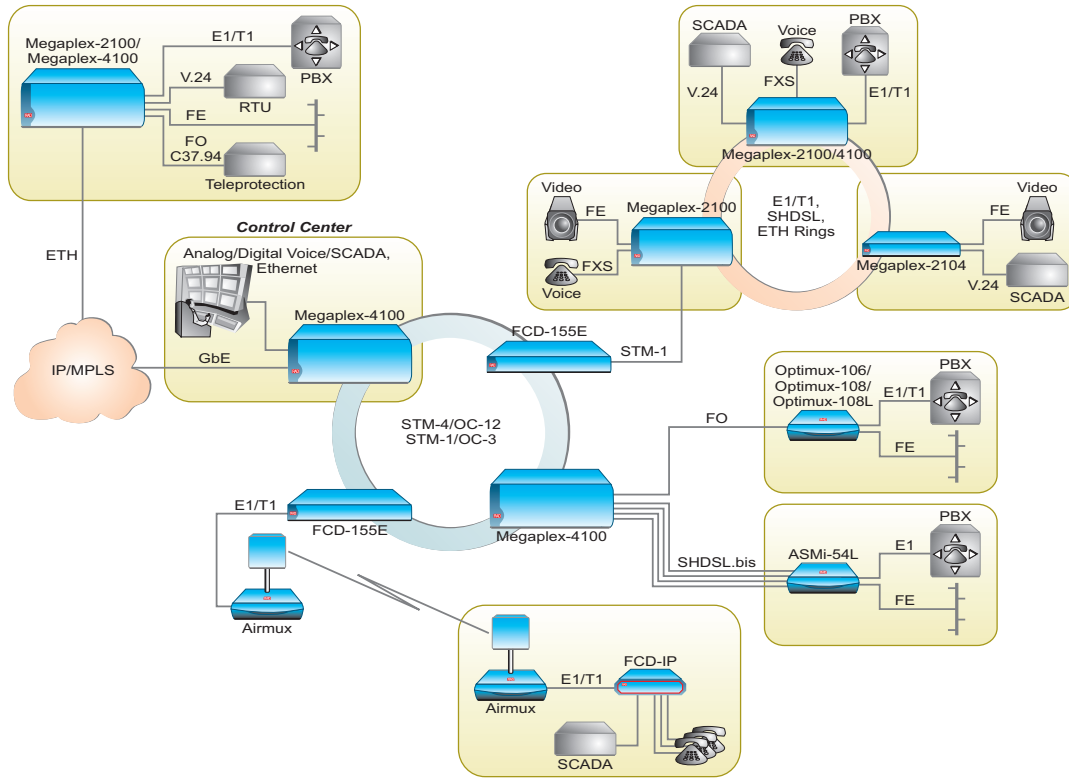 Megaplex-2100/
Megaplex-4100
E1/T1
PBX
V.24
RTU
FE
FO
C37.94
Teleprotection
ETH
IP/MPLS
GbE
Control Center
Analog/Digital Voice/SCADA,
Ethernet
Megaplex-4100
SCADA
Voice
PBX
V.24
FXS
E1/T1
Megaplex-2100/4100
Video
FE
Megaplex-2100
FXS
Voice
E1/T1,
SHDSL,
ETH Rings
Video
FE
Megaplex-2104
V.24
SCADA
FCD-155E
STM-1
STM-4/OC-12
STM-1/OC-3
Optimux-106/
Optimux-108/
Optimux-108L
PBX
E1/T1
FO
FE
E1/T1
FCD-155E
Megaplex-4100
SHDSL.bis
ASMi-54L
PBX
E1
FE
Airmux
Airmux
E1/T1
FCD-IP
SCADA